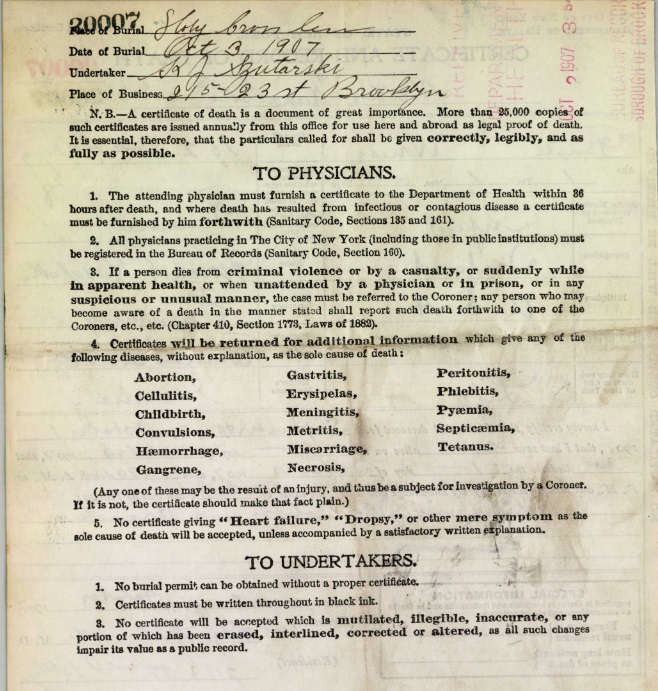 20007
Place of Burial Holy Cross Cem
Date of Burial Oct 3, 1907
Undertaker S J Szutarski
Place of Business 215-23 st Brooklyn
OCT 2 1907
N. B.—A certificate of death is a document of great importance. More than 25,000 copies of
such certificates are issued annually from this office for use here and abroad as legal proof of death.
It is essential, therefore, that the particulars called for shall be given correctly, legibly, and as
fully as possible.
TO PHYSICIANS.
1. The attending physician must furnish a certificate to the Department of Health within 36
hours after death, and where death has resulted from infectious or contagious disease a certificate
must be furnished by him forthwith (Sanitary Code, Sections 135 and 161).
2. All physicians practicing in The City of New York (including those in public institutions) must
be registered in the Bureau of Records (Sanitary Code, Section 160).
3. If a person dies from criminal violence or by a casualty, or suddenly while
in apparent health, or when unattended by a physician or in prison, or in any
suspicious or unusual manner, the case must be referred to the Coroner; any person who may
become aware of a death in the manner stated shall report such death forthwith to one of the
Coroners, etc., etc. (Chapter 410, Section 1773, Laws of 1882).
4. Certificates will be returned for additional information which give any of the
following diseases, without explanation, as the sole cause of death:
Abortion, Gastritis, Peritonitis,
Cellulitis, Erysipelas, Phlebitis,
Childbirth, Meningitis, Pyæmia,
Convulsions, Metritis, Septicæmia,
Hæmorrhage, Miscarriage, Tetanus.
Gangrene, Necrosis,
(Any one of these may be the result of an injury, and thus be a subject for investigation by a Coroner.
If it is not, the certificate should make that fact plain.)
5. No certificate giving "Heart failure," "Dropsy," or other mere symptom as the
sole cause of death will be accepted, unless accompanied by a satisfactory written explanation.
TO UNDERTAKERS.
1. No burial permit can be obtained without a proper certificate.
2. Certificates must be written throughout in black ink.
3. No certificate will be accepted which is mutilated, illegible, inaccurate, or any
portion of which has been erased, interlined, corrected or altered, as all such changes
impair its value as a public record.